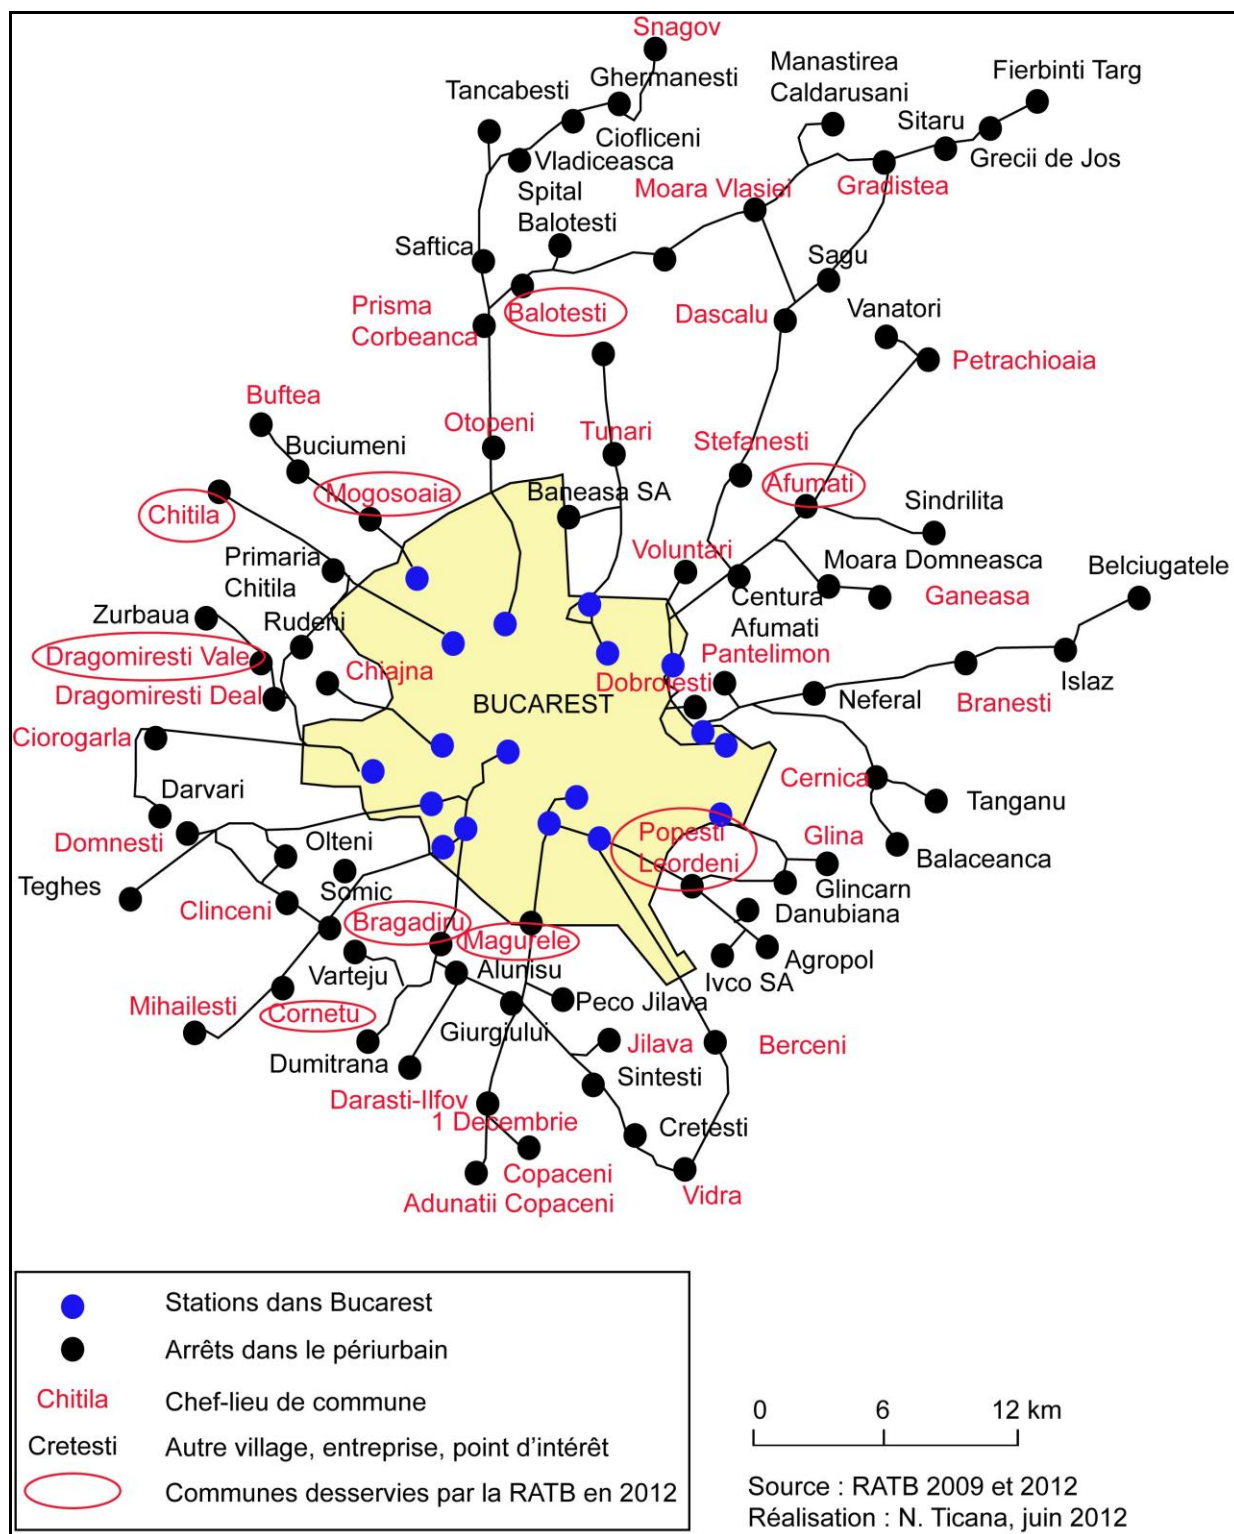 Snagov
Ghermanesti
Manastirea
Caldarusani
Fierbinti Targ
Tancabesti
Sitaru
Ciofliceni
Grecii de Jos
Vladiceasca
Spital
Balotesti
Moara Vlasiei
Gradistea
Saftica
Sagu
Prisma
Corbeanca
Balotesti
Dascalu
Vanatori
Petrachioaia
Buftea
Otopeni
Tunari
Stefanesti
Buciumeni
Mogosoaia
Baneasa SA
Afumati
Sindrilita
Chitila
Primaria
Chitila
Voluntari
Moara Domneasca
Belciugatele
Centura
Afumati
Ganeasa
Zurbaua
Rudeni
Dragomiresti Vale
Chiajna
Pantelimon
Dobroiesti
Dragomiresti Deal
BUCAREST
Neferal
Branesti
Islaz
Ciorogarla
Cernica
Darvari
Tanganu
Domnesti
Olteni
Popesti
Leordeni
Glina
Balaceanca
Teghes
Somic
Glincarn
Clinceni
Bragadiru
Magurele
Danubiana
Varteju
Alunisu
Ivco SA
Agropol
Mihailesti
Cornetu
Peco Jilava
Giurgiului
Dumitrana
Jilava
Berceni
Sintesti
Darasti-Ilfov
1 Decembrie
Cretesti
Copaceni
Adunatii Copaceni
Vidra
Stations dans Bucarest
Arrêts dans le périurbain
Chitila Chef-lieu de commune
Cretesti Autre village, entreprise, point d'intérêt
Communes desservies par la RATB en 2012
0 6 12 km
Source : RATB 2009 et 2012
Réalisation : N. Ticana, juin 2012